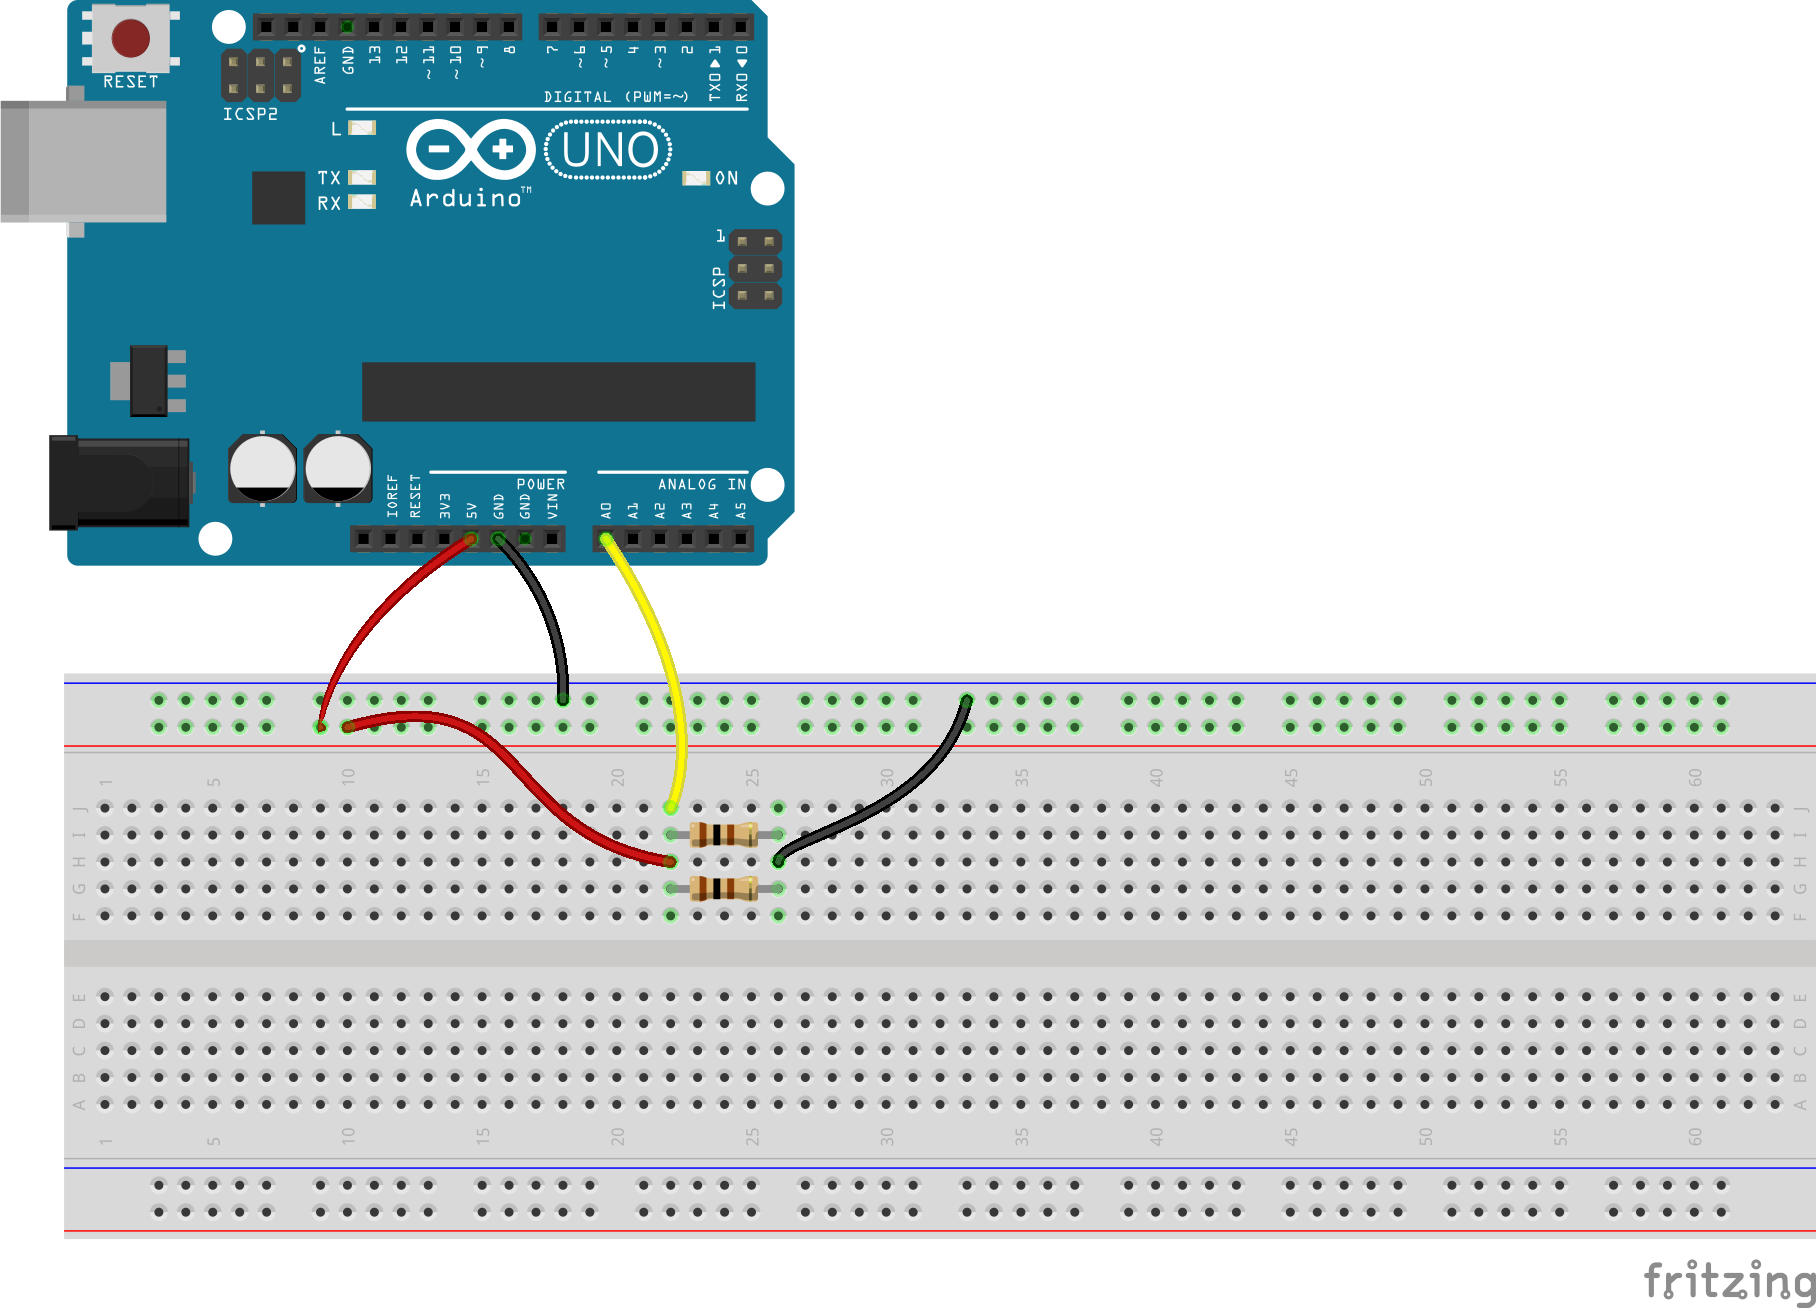 RESET
ICSP2
AREF
GND
13
12
~11
~10
~9
8
7
~6
~5
4
~3
2
TX0▶1
RX0◀0
DIGITAL (PWM=~)
L
TX
RX
Arduino™
UNO
ON
1
ICSP
IOREF
RESET
3V3
5V
GND
GND
VIN
POWER
A0
A1
A2
A3
A4
A5
ANALOG IN
1 5 10 15 20 25 30 35 40 45 50 55 60
J J
I I
H H
G G
F F
E E
D D
C C
B B
A A
1 5 10 15 20 25 30 35 40 45 50 55 60
fritzing